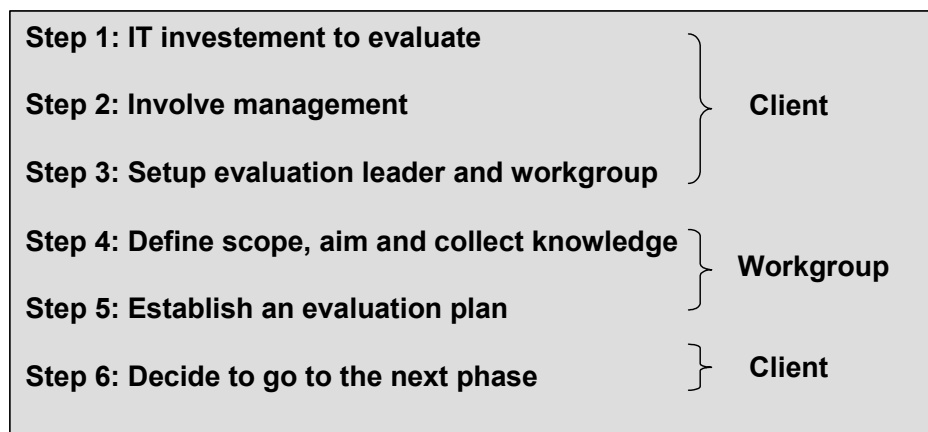 Step 1: IT investement to evaluate
Step 2: Involve management
Client
Step 3: Setup evaluation leader and workgroup
Step 4: Define scope, aim and collect knowledge
Workgroup
Step 5: Establish an evaluation plan
Step 6: Decide to go to the next phase
Client